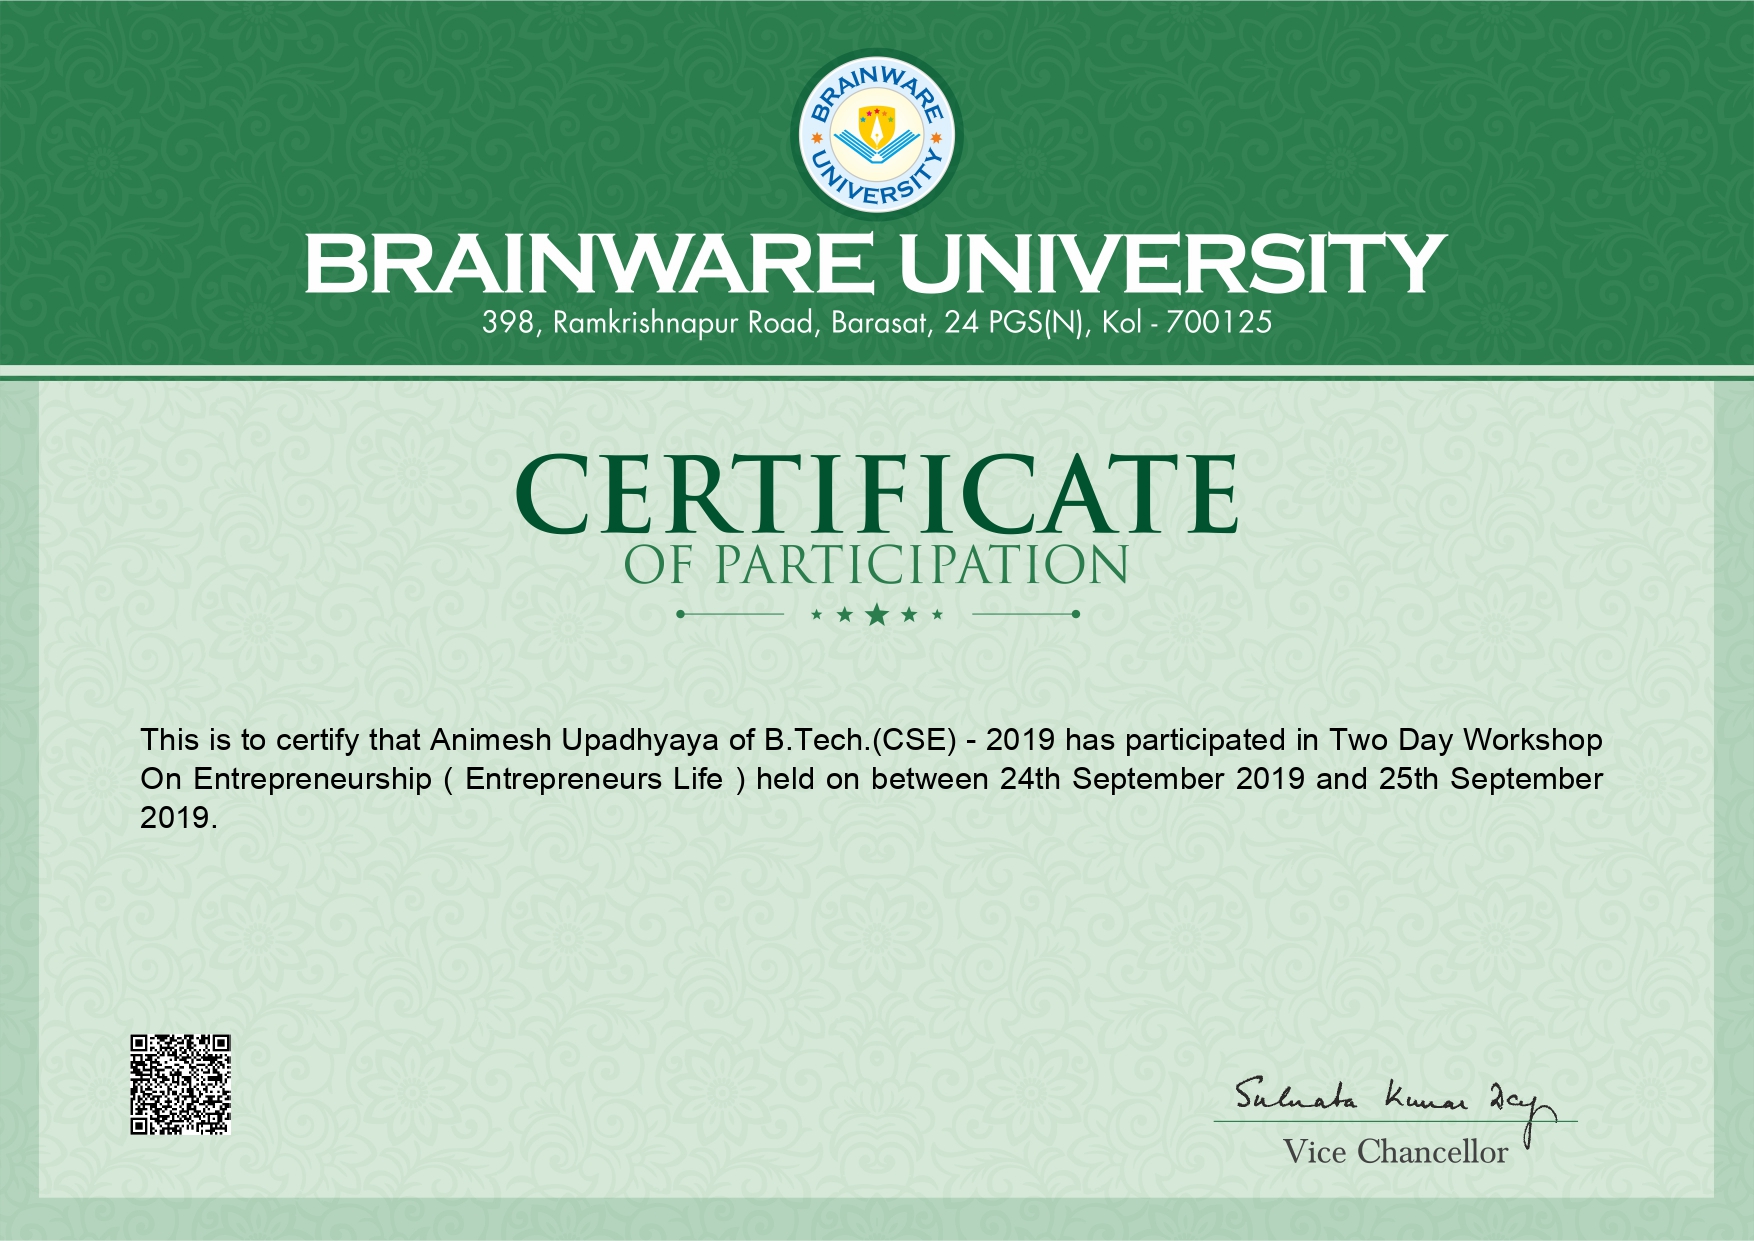 BRAINWARE
UNIVERSITY
BRAINWARE UNIVERSITY
398, Ramkrishnapur Road, Barasat, 24 PGS(N), Kol - 700125
CERTIFICATE
OF PARTICIPATION
This is to certify that Animesh Upadhyaya of B.Tech.(CSE) - 2019 has participated in Two Day Workshop
On Entrepreneurship ( Entrepreneurs Life ) held on between 24th September 2019 and 25th September
2019.
Kumar
Vice Chancellor